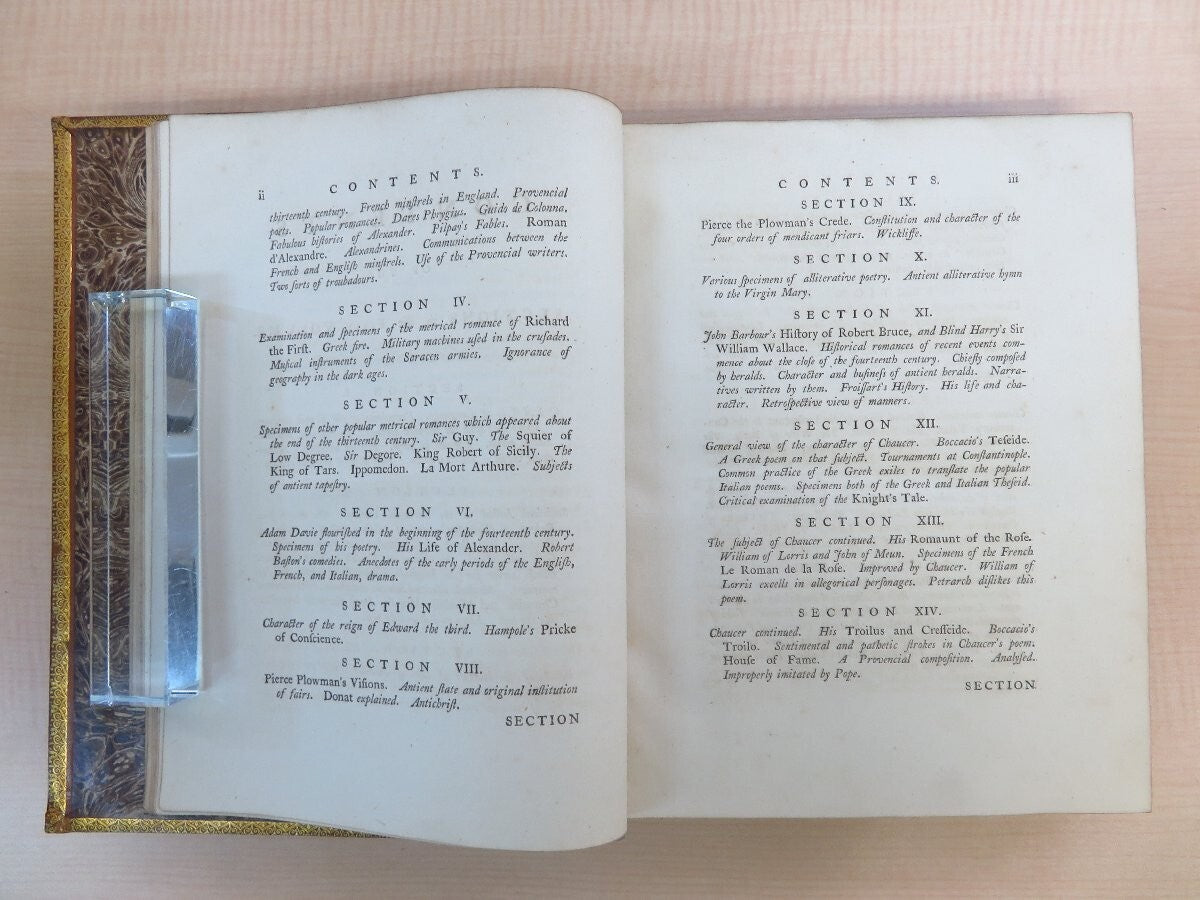 ii CONTENTS.
thirteenth century. French minſtrels in England. Provencial
poets. Popular romances. Dares Phrygius. Guido de Colonna.
Fabulous hiſtories of Alexander. Pilpay's Fables. Roman
d'Alexandre. Alexandrines. Communications between the
French and Engliſh minſtrels. Uſe of the Provencial writers.
Two ſorts of troubadours.
SECTION IV.
Examination and ſpecimens of the metrical romance of Richard
the Firſt. Greek fire. Military machines uſed in the cruſades.
Muſical inſtruments of the Saracen armies. Ignorance of
geography in the dark ages.
SECTION V.
Specimens of other popular metrical romances which appeared about
the end of the thirteenth century. Sir Guy. The Squier of
Low Degree. Sir Degore. King Robert of Sicily. The
King of Tars. Ippomedon. La Mort Arthure. Subjects
of antient tapeſtry.
SECTION VI.
Adam Davie flouriſhed in the beginning of the fourteenth century.
Specimens of his poetry. His Life of Alexander. Robert
Baſton's comedies. Anecdotes of the early periods of the Engliſh,
French, and Italian, drama.
SECTION VII.
Character of the reign of Edward the third. Hampole's Pricke
of Conſcience.
SECTION VIII.
Pierce Plowman's Viſions. Antient ſtate and original inſtitution
of fairs. Donat explained. Antichriſt.
SECTION
CONTENTS. iii
SECTION IX.
Pierce the Plowman's Crede. Conſtitution and character of the
four orders of mendicant friars. Wickliffe.
SECTION X.
Various ſpecimens of alliterative poetry. Antient alliterative hymn
to the Virgin Mary.
SECTION XI.
John Barbour's Hiſtory of Robert Bruce, and Blind Harry's Sir
William Wallace. Hiſtorical romances of recent events com-
mence about the cloſe of the fourteenth century. Chiefly compoſed
by heralds. Character and buſineſs of antient heralds. Narra-
tives written by them. Froiſſart's Hiſtory. His life and cha-
racter. Retroſpective view of manners.
SECTION XII.
General view of the character of Chaucer. Boccacio's Teſeide.
A Greek poem on that ſubject. Tournaments at Conſtantinople.
Common practice of the Greek exiles to tranſlate the popular
Italian poems. Specimens both of the Greek and Italian Theſeid.
Critical examination of the Knight's Tale.
SECTION XIII.
The ſubject of Chaucer continued. His Romaunt of the Roſe.
William of Lorris and John of Meun. Specimens of the French
Le Roman de la Roſe. Improved by Chaucer. William of
Lorris excells in allegorical perſonages. Petrarch diſlikes this
poem.
SECTION XIV.
Chaucer continued. His Troilus and Creſſeide. Boccacio's
Troilo. Sentimental and pathetic ſtrokes in Chaucer's poem.
Houſe of Fame. A Provencial compoſition. Analyſed.
Improperly imitated by Pope.
SECTION